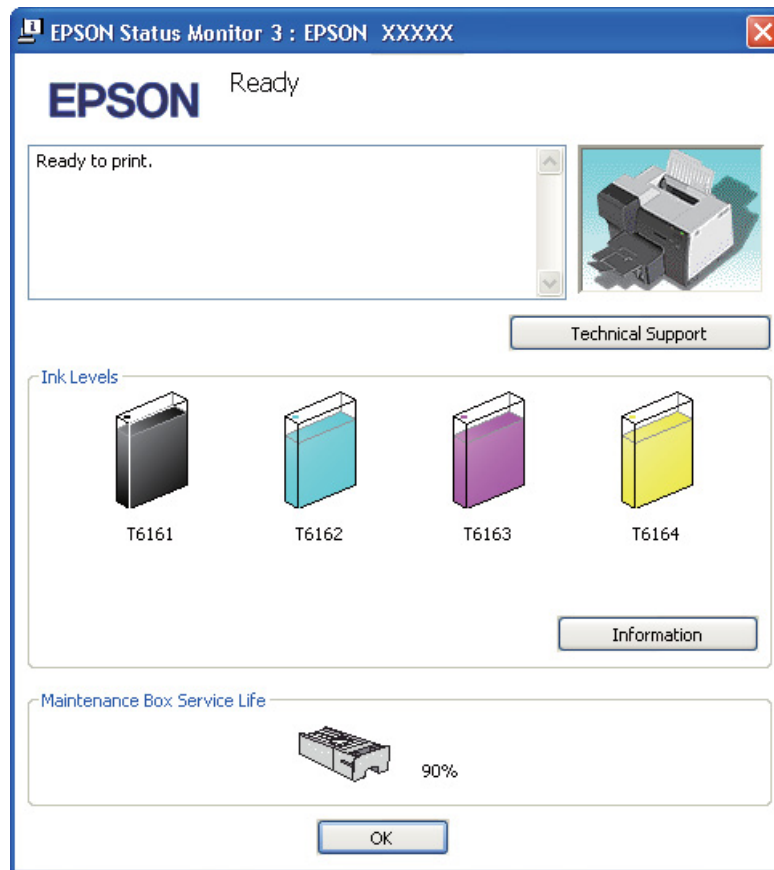 EPSON Status Monitor 3 : EPSON XXXXX
EPSON
Ready
Ready to print.
Technical Support
Ink Levels
T6161
T6162
T6163
T6164
Information
Maintenance Box Service Life
90%
OK